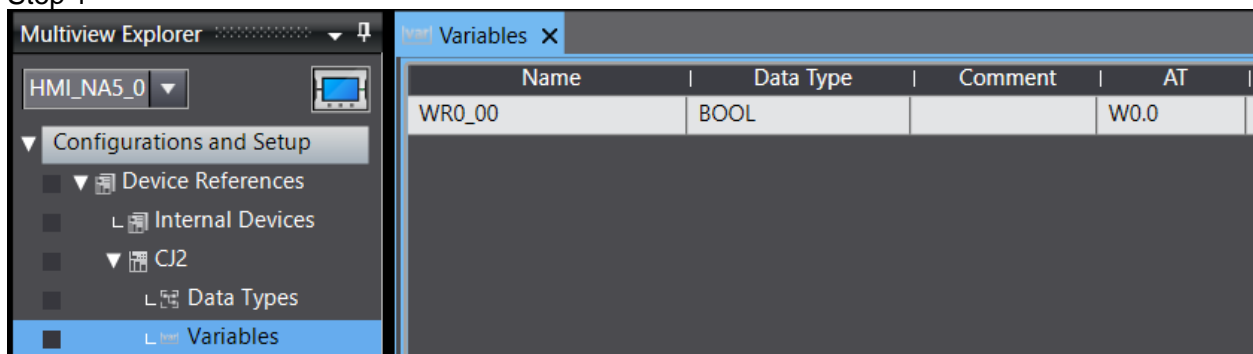 Multiview Explorer
HMI_NA5_0
Configurations and Setup
Device References
Internal Devices
CJ2
Data Types
Variables
Variables
Name Data Type Comment AT
WR0_00 BOOL W0.0